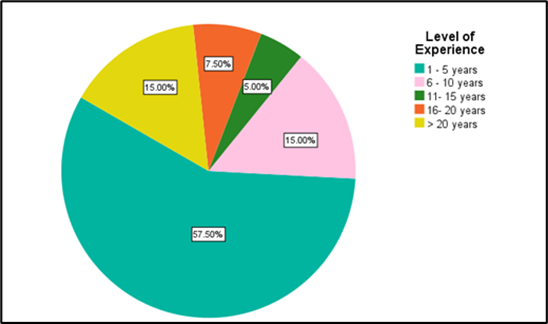 Level of
Experience
1 - 5 years
6 - 10 years
11- 15 years
16- 20 years
> 20 years
7.50%
15.00%
5.00%
15.00%
57.50%